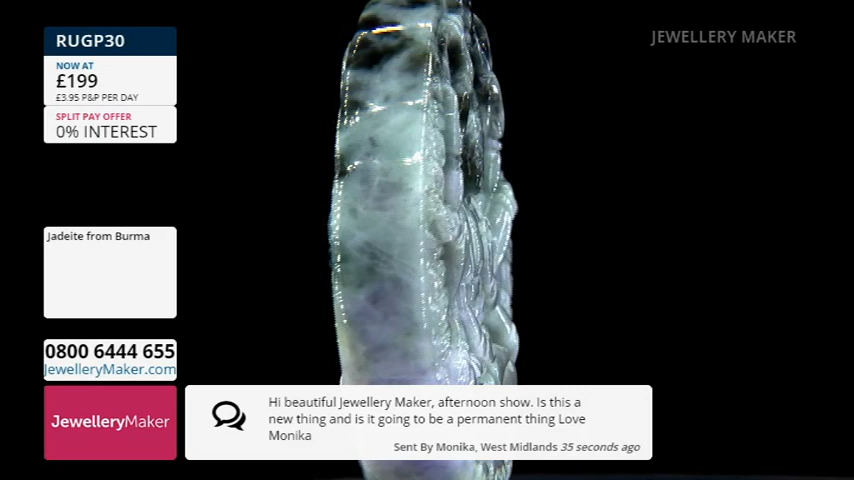 RUGP30
NOW AT
£199
£3.95 P&P PER DAY
SPLIT PAY OFFER
0% INTEREST
JEWELLERY MAKER
Jadeite from Burma
0800 6444 655
JewelleryMaker.com
JewelleryMaker
Hi beautiful Jewellery Maker, afternoon show. Is this a
new thing and is it going to be a permanent thing Love
Monika
Sent By Monika, West Midlands 35 seconds ago